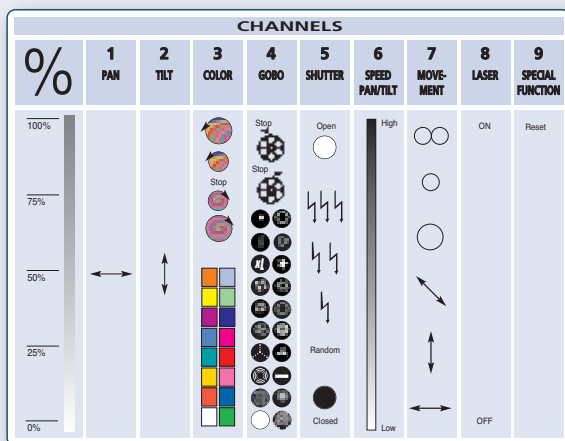 CHANNELS
%
1
PAN
2
TILT
3
COLOR
4
GOBO
5
SHUTTER
6
SPEED
PAN/TILT
7
MOVE-
MENT
8
LASER
9
SPECIAL
FUNCTION
100%
75%
50%
25%
0%
Stop
Stop
Stop
Open
Random
Closed
High
Low
ON
OFF
Reset